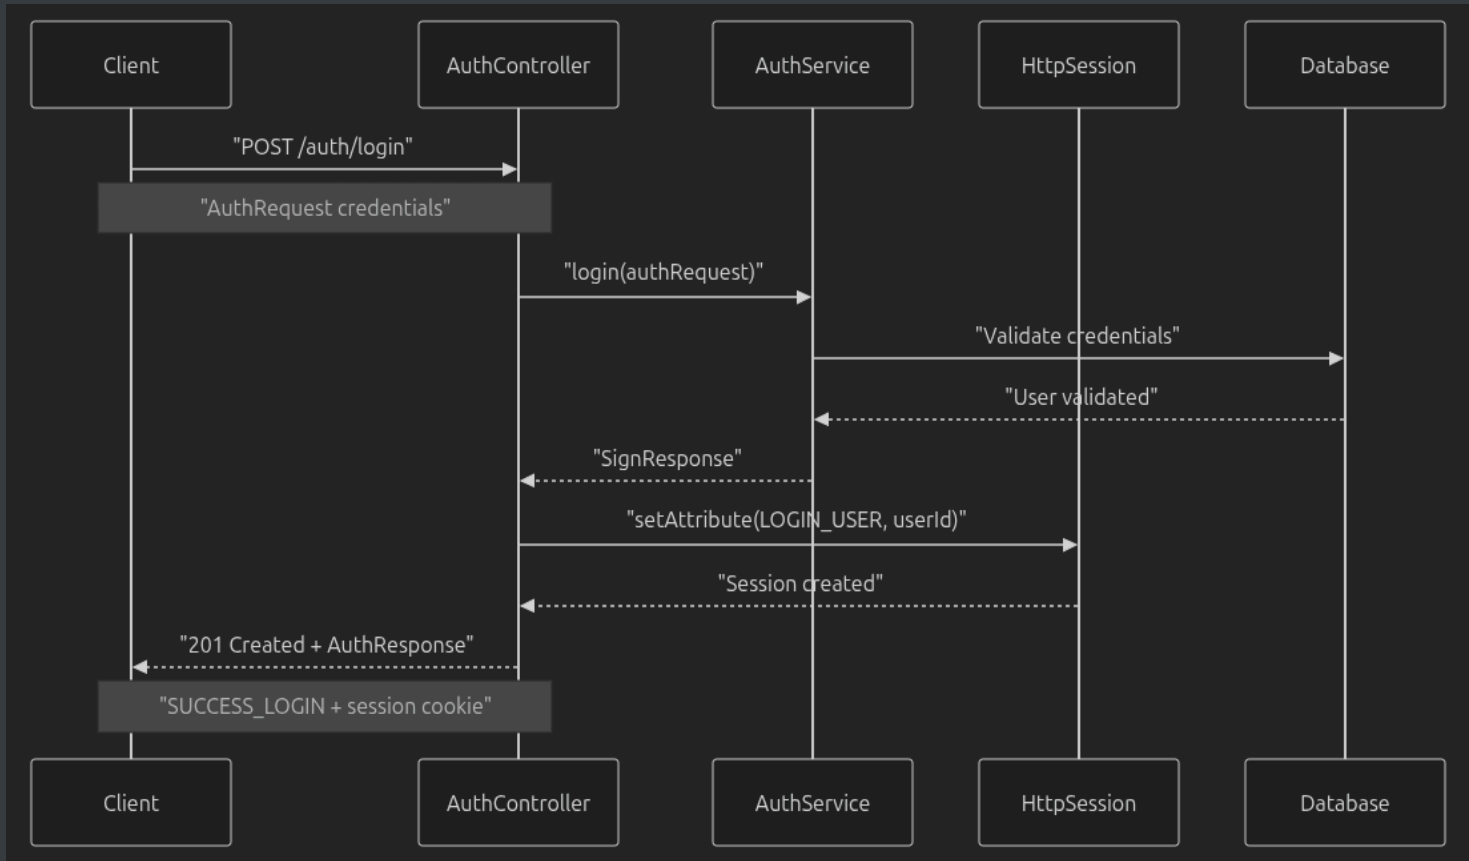 Client
AuthController
AuthService
HttpSession
Database
"POST /auth/login"
"AuthRequest credentials"
"login(authRequest)"
"Validate credentials"
"User validated"
"SignResponse"
"setAttribute(LOGIN_USER, userId)"
"Session created"
"201 Created + AuthResponse"
"SUCCESS_LOGIN + session cookie"
Client
AuthController
AuthService
HttpSession
Database